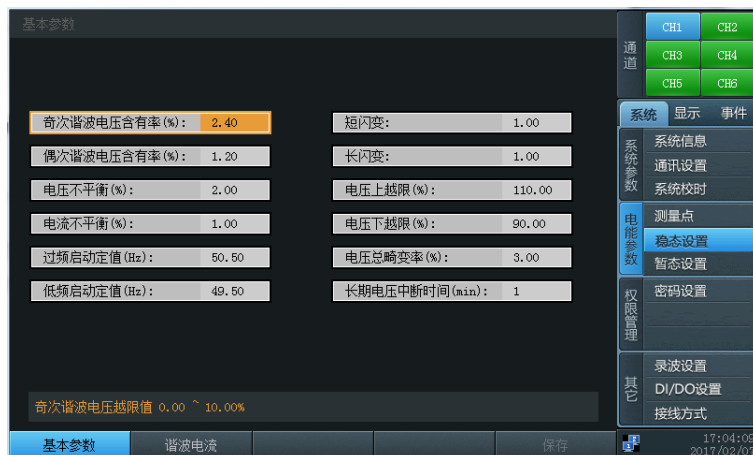 基本参数
奇次谐波电压含有率(%): 2.40
短闪变: 1.00
偶次谐波电压含有率(%): 1.20
长闪变: 1.00
电压不平衡(%): 2.00
电压上越限(%): 110.00
电流不平衡(%): 1.00
电压下越限(%): 90.00
过频启动定值(Hz): 50.50
电压总畸变率(%): 3.00
低频启动定值(Hz): 49.50
长期电压中断时间(min): 1
奇次谐波电压越限值 0.00 ~ 10.00%
基本参数 谐波电流 保存
通道
CH1 CH2
CH3 CH4
CH5 CH6
系统 显示 事件
系统参数
系统信息
通讯设置
系统校时
电能参数
测量点
稳态设置
暂态设置
权限管理
密码设置
其它
录波设置
DI/DO设置
接线方式
17:04:09